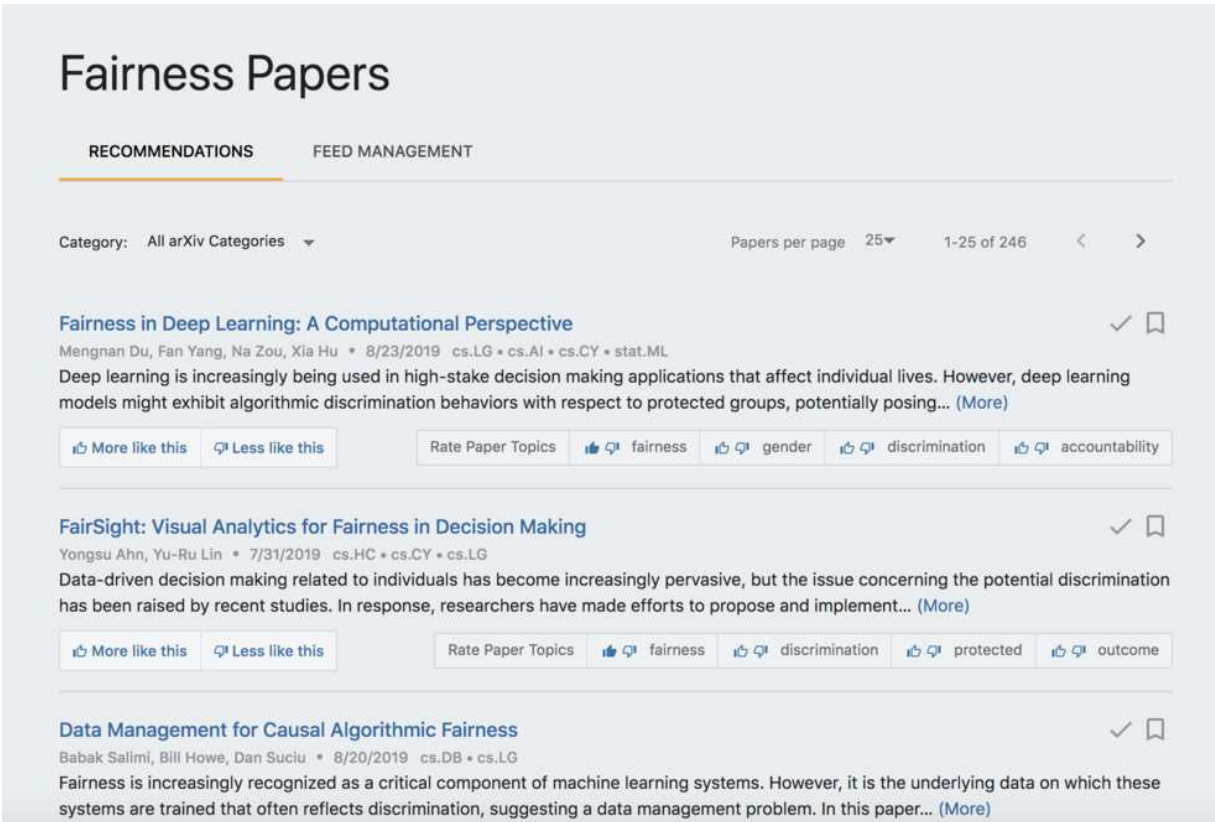 Fairness Papers
RECOMMENDATIONS FEED MANAGEMENT
Category: All arXiv Categories Papers per page 25 1-25 of 246
Fairness in Deep Learning: A Computational Perspective
Mengnan Du, Fan Yang, Na Zou, Xia Hu • 8/23/2019 cs.LG • cs.AI • cs.CY • stat.ML
Deep learning is increasingly being used in high-stake decision making applications that affect individual lives. However, deep learning
models might exhibit algorithmic discrimination behaviors with respect to protected groups, potentially posing... (More)
More like this Less like this Rate Paper Topics fairness gender discrimination accountability
FairSight: Visual Analytics for Fairness in Decision Making
Yongsu Ahn, Yu-Ru Lin • 7/31/2019 cs.HC • cs.CY • cs.LG
Data-driven decision making related to individuals has become increasingly pervasive, but the issue concerning the potential discrimination
has been raised by recent studies. In response, researchers have made efforts to propose and implement... (More)
More like this Less like this Rate Paper Topics fairness discrimination protected outcome
Data Management for Causal Algorithmic Fairness
Babak Salimi, Bill Howe, Dan Suciu • 8/20/2019 cs.DB • cs.LG
Fairness is increasingly recognized as a critical component of machine learning systems. However, it is the underlying data on which these
systems are trained that often reflects discrimination, suggesting a data management problem. In this paper... (More)